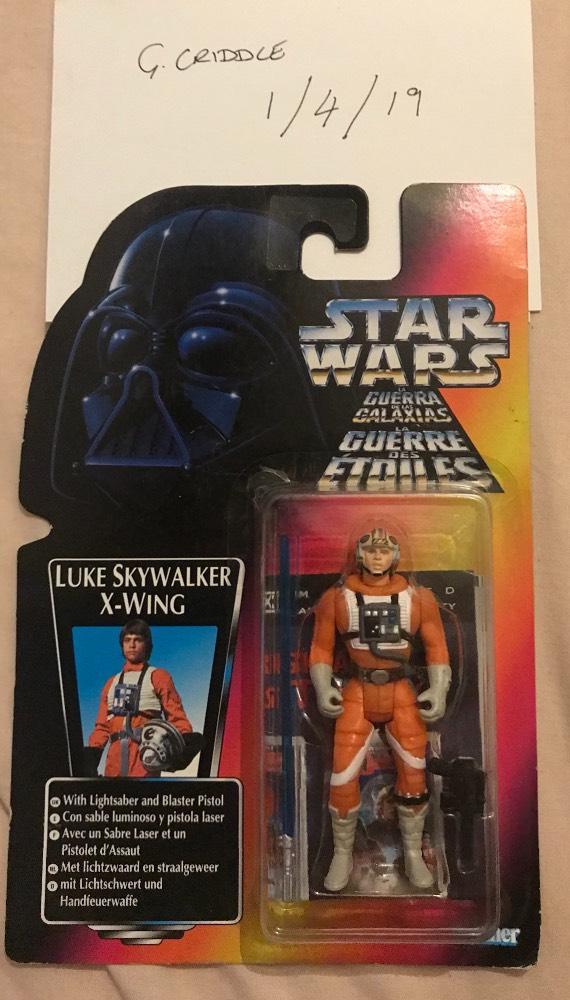 G. CRIDDLE
1/4/19
STAR
WARS
LA
GUERRA
DE LAS
GALAXIAS
LA
GUERRE
DES
ÉTOILES
LUKE SKYWALKER
X-WING
With Lightsaber and Blaster Pistol
E Con sable luminoso y pistola laser
F Avec un Sabre Laser et un
Pistolet d'Assaut
NL Met lichtzwaard en straalgeweer
D mit Lichtschwert und
Handfeuerwaffe